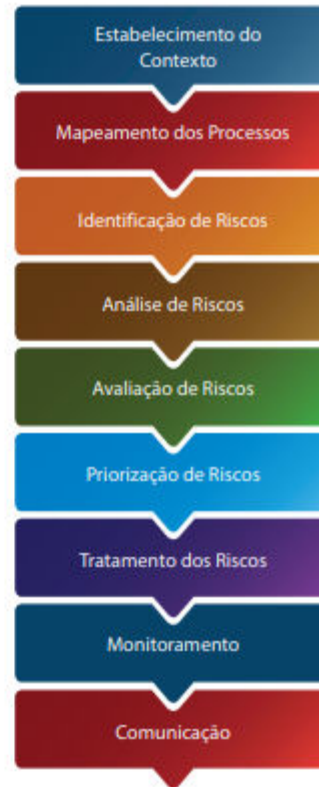 Estabelecimento do
Contexto
Mapeamento dos Processos
Identificação de Riscos
Análise de Riscos
Avaliação de Riscos
Priorização de Riscos
Tratamento dos Riscos
Monitoramento
Comunicação